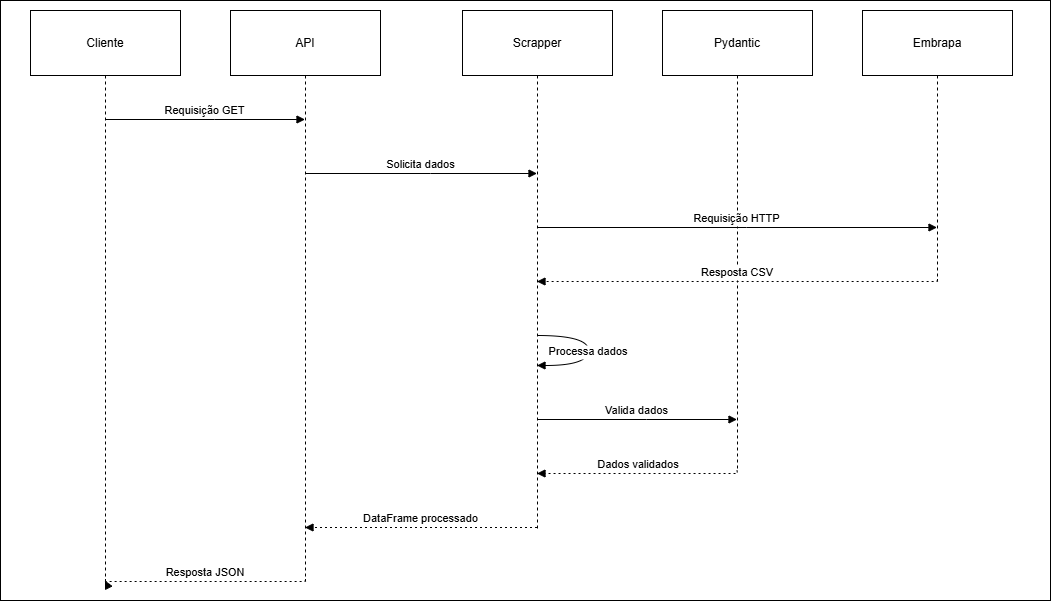 Cliente
API
Scrapper
Pydantic
Embrapa
Requisição GET
Solicita dados
Requisição HTTP
Resposta CSV
Processa dados
Valida dados
Dados validados
DataFrame processado
Resposta JSON